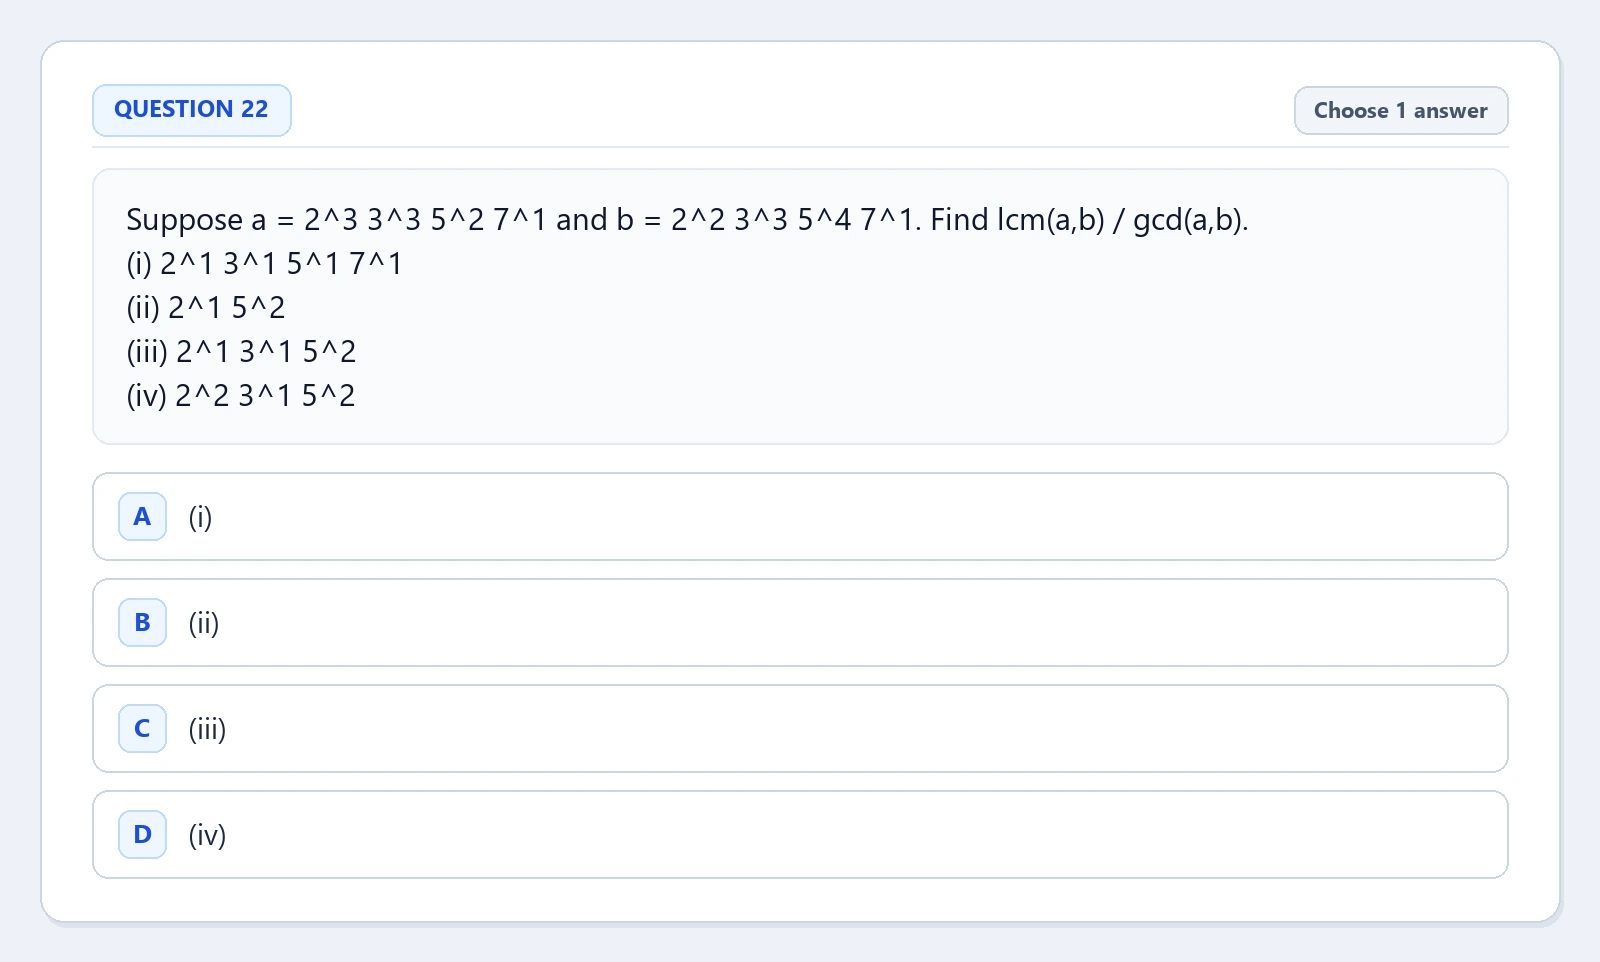 QUESTION 22
Choose 1 answer
Suppose a = 2^3 3^3 5^2 7^1 and b = 2^2 3^3 5^4 7^1. Find lcm(a,b) / gcd(a,b).
(i) 2^1 3^1 5^1 7^1
(ii) 2^1 5^2
(iii) 2^1 3^1 5^2
(iv) 2^2 3^1 5^2
A (i)
B (ii)
C (iii)
D (iv)